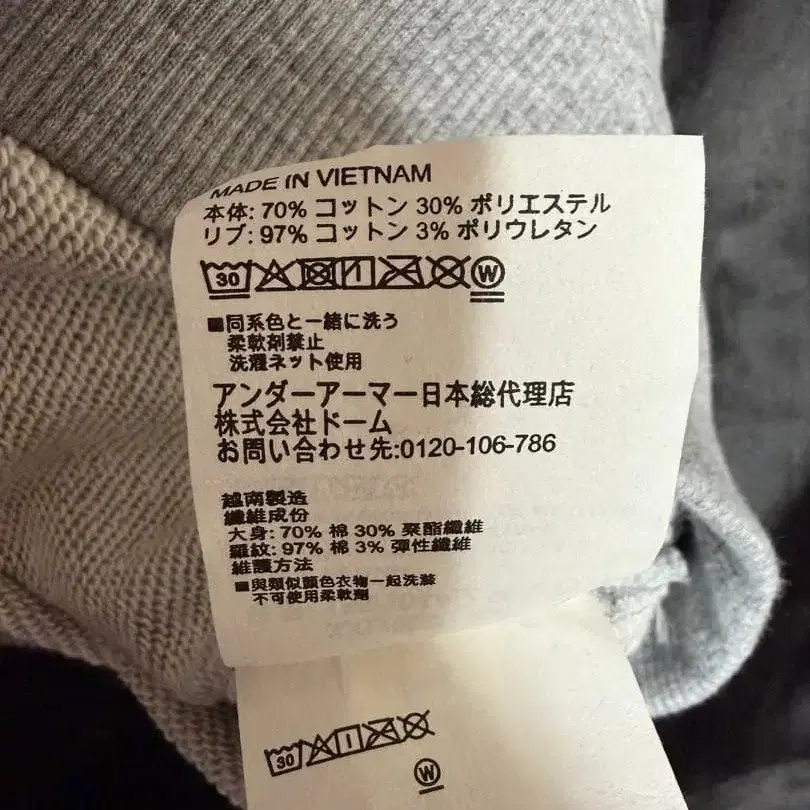 MADE IN VIETNAM
本体: 70% コットン 30% ポリエステル
リブ: 97% コットン 3% ポリウレタン
30 W
■同系色と一緒に洗う
柔軟剤禁止
洗濯ネット使用
アンダーアーマー日本総代理店
株式会社ドーム
お問い合わせ先:0120-106-786
越南製造
纖維成份
大身: 70% 棉 30% 聚酯纖維
羅紋: 97% 棉 3% 彈性纖維
維護方法
■與類似顏色衣物一起洗滌
不可使用柔軟劑
30
W